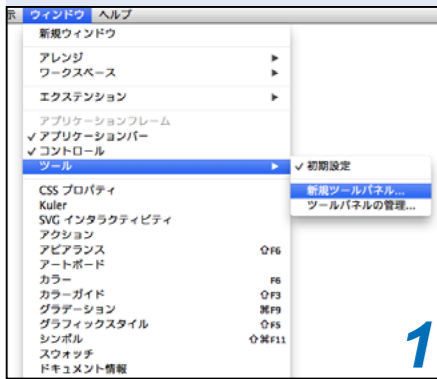 示 ウィンドウ ヘルプ
新規ウィンドウ
アレンジ ▶
ワークスペース ▶
エクステンション ▶
アプリケーションフレーム
✓ アプリケーションバー
✓ コントロール
ツール ▶ ✓ 初期設定
CSS プロパティ 新規ツールパネル...
Kuler ツールパネルの管理...
SVG インタラクティビティ
アクション
アピアランス ⇧F6
アートボード
カラー F6
カラーガイド ⇧F3
グラデーション ⌘F9
グラフィックスタイル ⇧F5
シンボル ⇧⌘F11
スウォッチ
ドキュメント情報
1